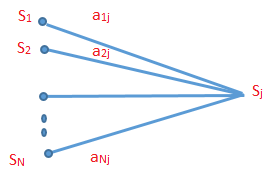 S1 a1j
S2 a2j
Sj
SN aNj